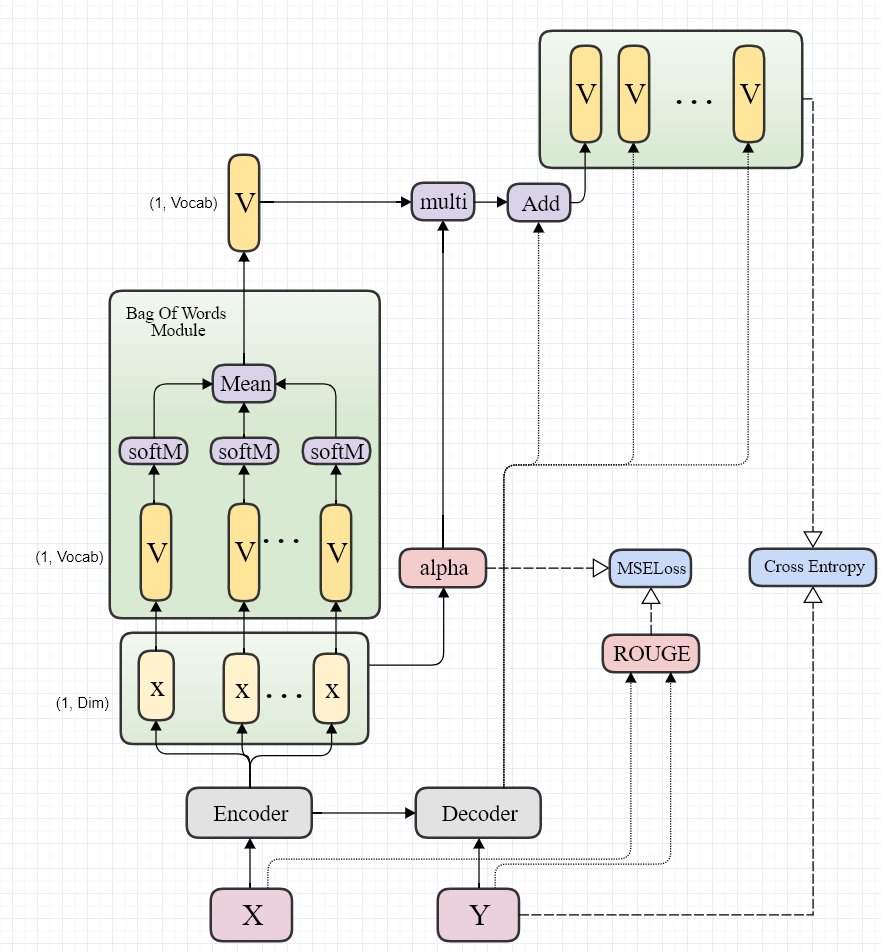 V V ... V
(1, Vocab) V multi Add
Bag Of Words
Module
Mean
softM softM softM
(1, Vocab) V V ... V
alpha MSELoss Cross Entropy
ROUGE
(1, Dim) x x ... x
Encoder Decoder
X Y